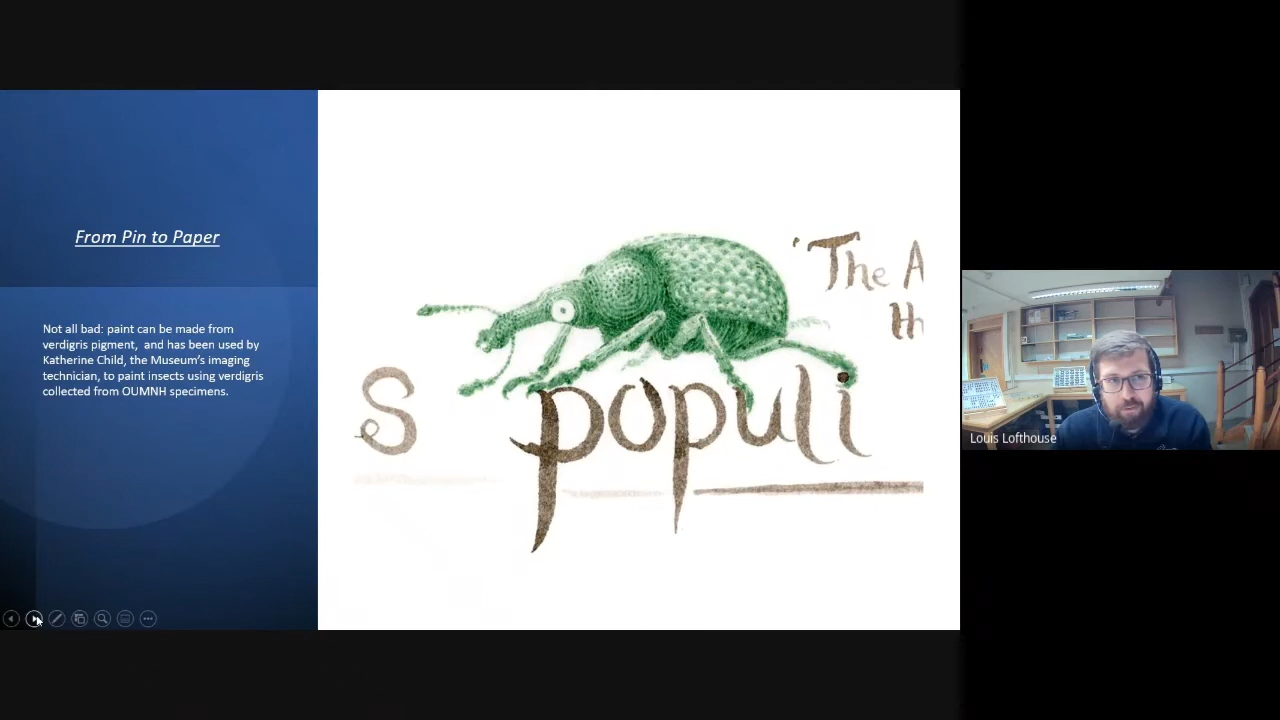 From Pin to Paper
Not all bad: paint can be made from
verdigris pigment, and has been used by
Katherine Child, the Museum's imaging
technician, to paint insects using verdigris
collected from OUMNH specimens.
'The A
th
s populi
Louis Lofthouse